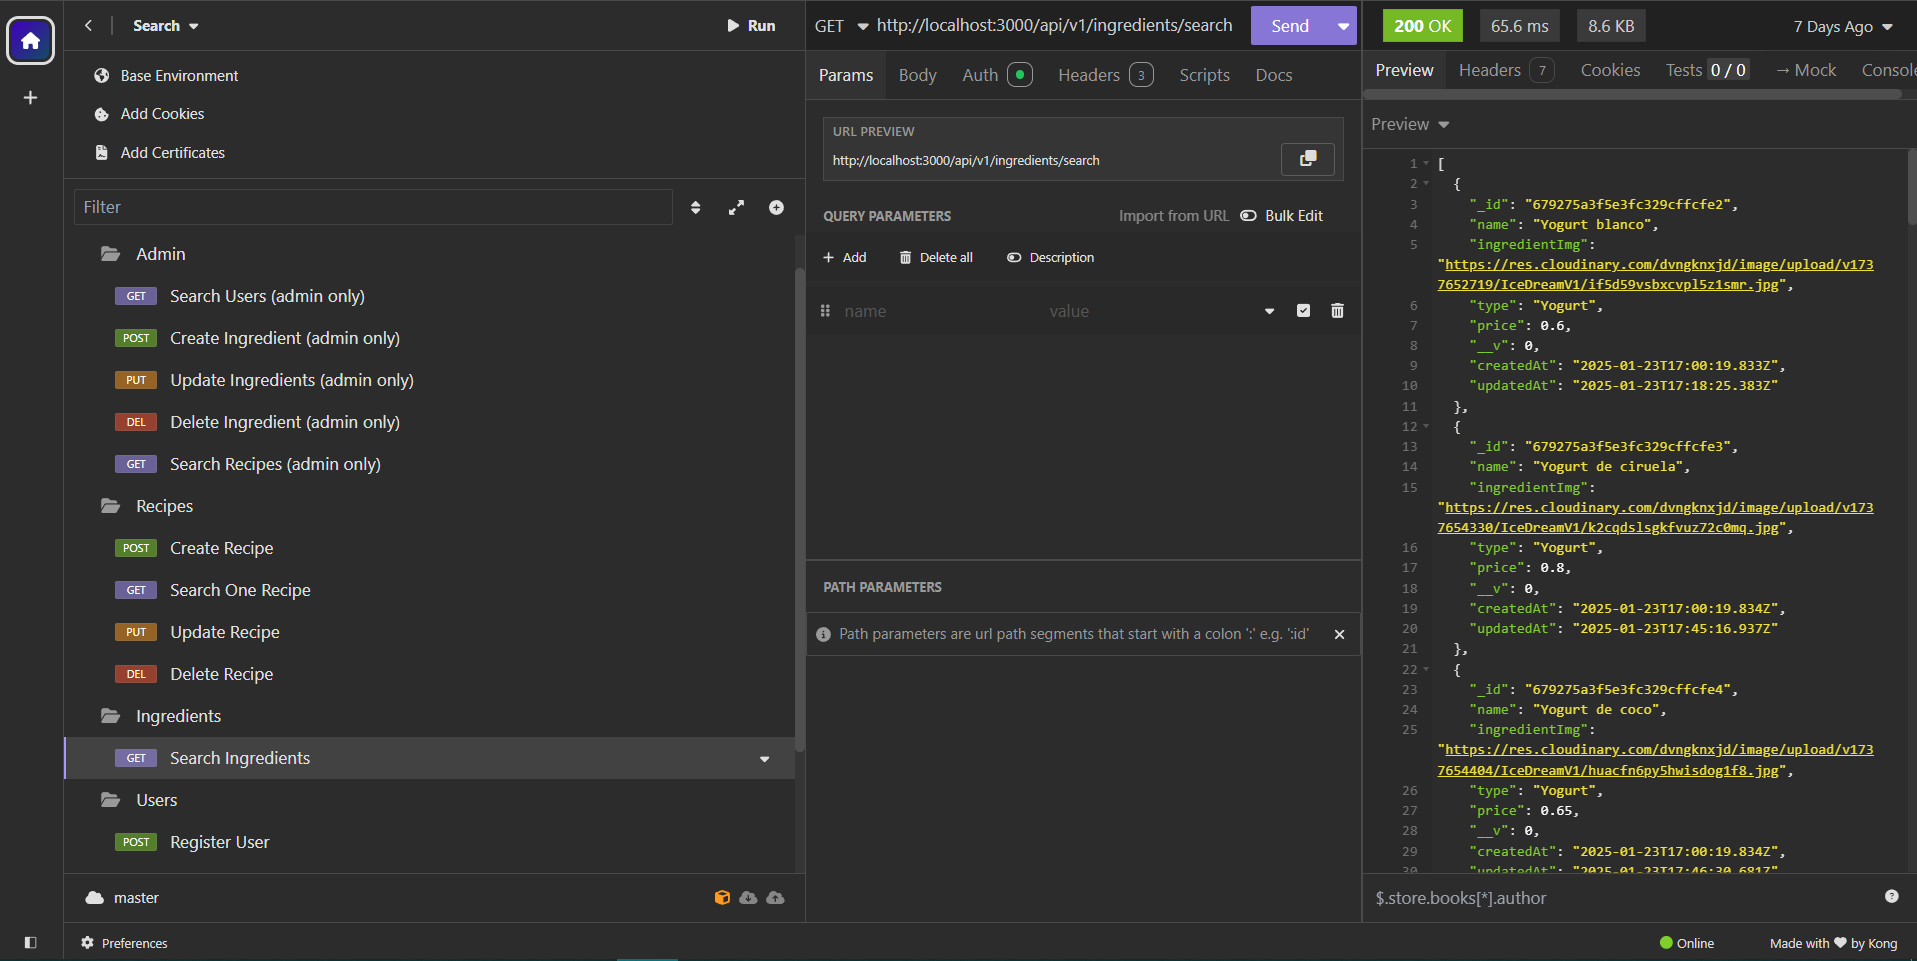 Search
Run
Base Environment
Add Cookies
Add Certificates
Filter
Admin
GET Search Users (admin only)
POST Create Ingredient (admin only)
PUT Update Ingredients (admin only)
DEL Delete Ingredient (admin only)
GET Search Recipes (admin only)
Recipes
POST Create Recipe
GET Search One Recipe
PUT Update Recipe
DEL Delete Recipe
Ingredients
GET Search Ingredients
Users
POST Register User
master
Preferences
GET http://localhost:3000/api/v1/ingredients/search Send
Params Body Auth Headers 3 Scripts Docs
URL PREVIEW
http://localhost:3000/api/v1/ingredients/search
QUERY PARAMETERS Import from URL Bulk Edit
+ Add Delete all Description
name value
PATH PARAMETERS
Path parameters are url path segments that start with a colon ':' e.g. ':id'
200 OK 65.6 ms 8.6 KB 7 Days Ago
Preview Headers 7 Cookies Tests 0 / 0 → Mock Console
Preview
1 [
2 {
3 "_id": "679275a3f5e3fc329cffcfe2",
4 "name": "Yogurt blanco",
5 "ingredientImg":
"https://res.cloudinary.com/dvngknxjd/image/upload/v173
7652719/IceDreamV1/if5d59vsbxcvpl5z1smr.jpg",
6 "type": "Yogurt",
7 "price": 0.6,
8 "__v": 0,
9 "createdAt": "2025-01-23T17:00:19.833Z",
10 "updatedAt": "2025-01-23T17:18:25.383Z"
11 },
12 {
13 "_id": "679275a3f5e3fc329cffcfe3",
14 "name": "Yogurt de ciruela",
15 "ingredientImg":
"https://res.cloudinary.com/dvngknxjd/image/upload/v173
7654330/IceDreamV1/k2cqdslsgkfvuz72c0mq.jpg",
16 "type": "Yogurt",
17 "price": 0.8,
18 "__v": 0,
19 "createdAt": "2025-01-23T17:00:19.834Z",
20 "updatedAt": "2025-01-23T17:45:16.937Z"
21 },
22 {
23 "_id": "679275a3f5e3fc329cffcfe4",
24 "name": "Yogurt de coco",
25 "ingredientImg":
"https://res.cloudinary.com/dvngknxjd/image/upload/v173
7654404/IceDreamV1/huacfn6py5hwisdog1f8.jpg",
26 "type": "Yogurt",
27 "price": 0.65,
28 "__v": 0,
29 "createdAt": "2025-01-23T17:00:19.834Z",
30 "updatedAt": "2025-01-23T17:46:30.681Z"
$.store.books[*].author
Online Made with by Kong